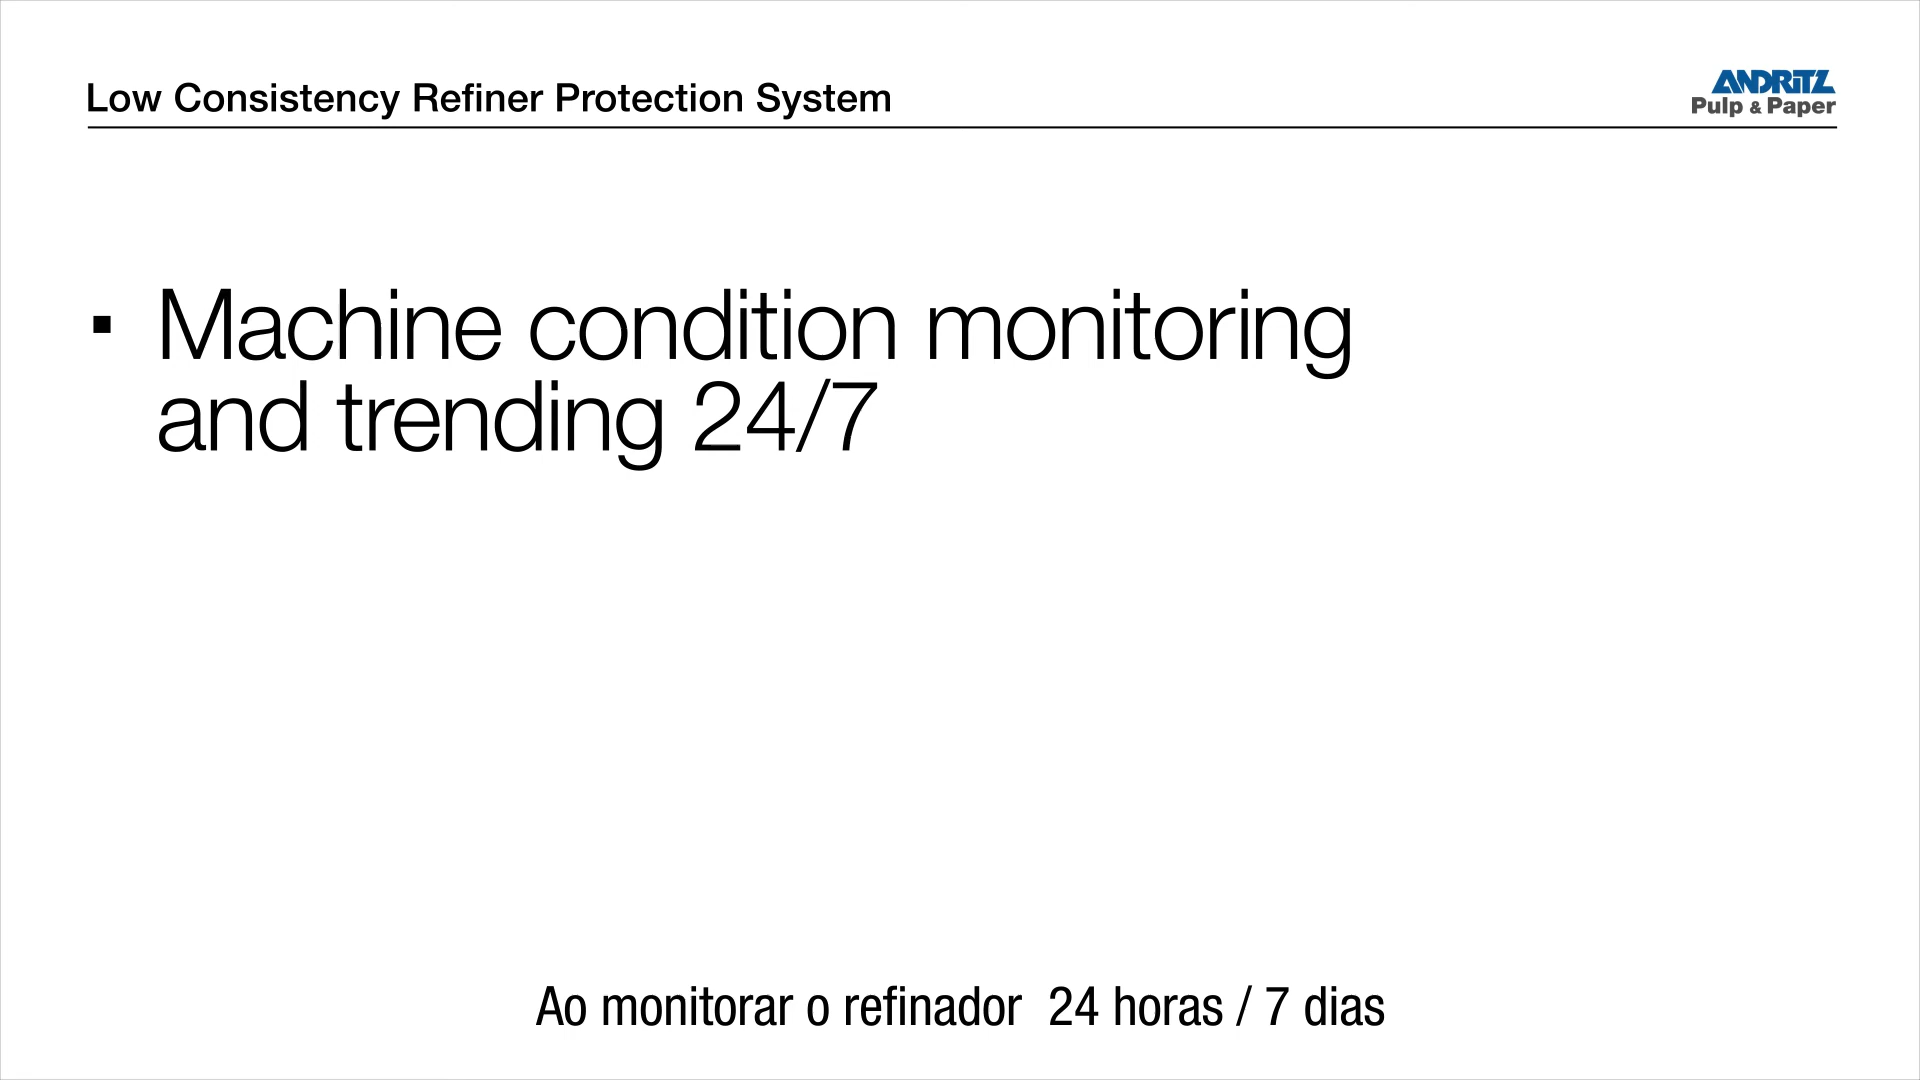 Low Consistency Refiner Protection System
ANDRITZ
Pulp & Paper
▪ Machine condition monitoring
and trending 24/7
Ao monitorar o refinador  24 horas / 7 dias